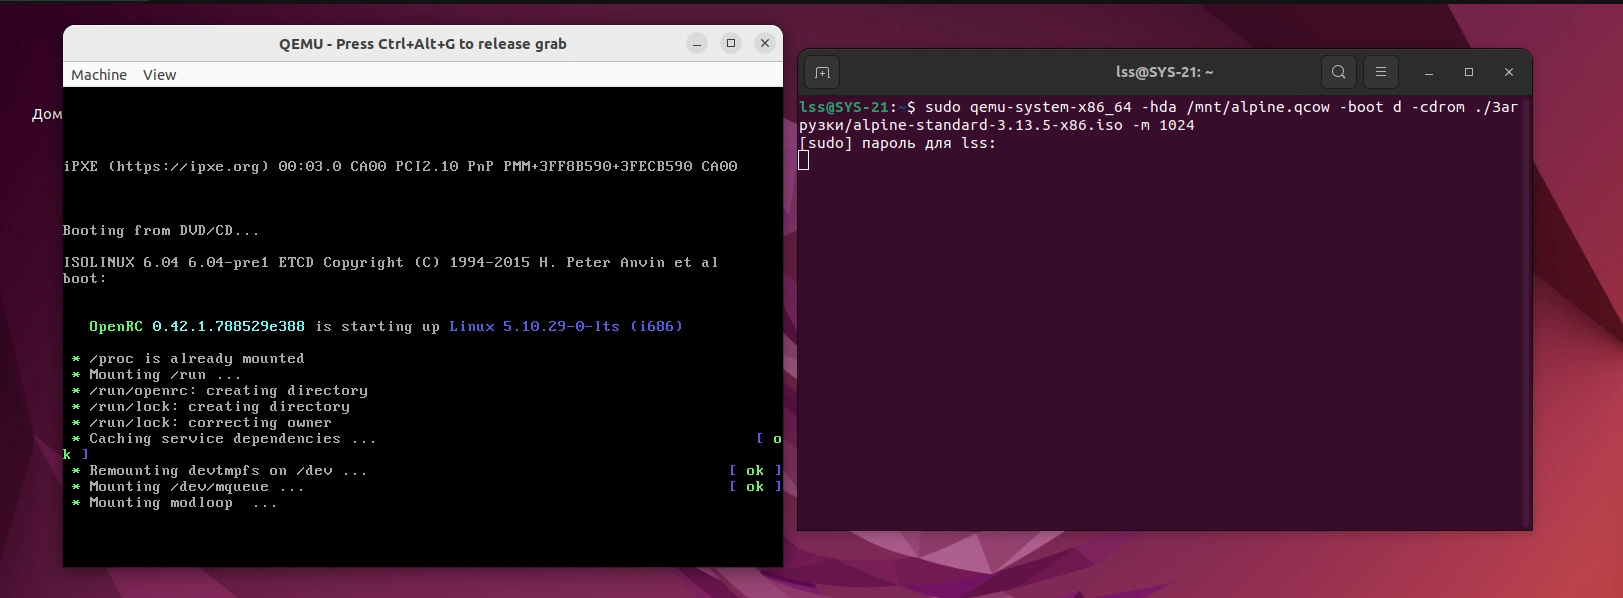 QEMU - Press Ctrl+Alt+G to release grab
Machine View
Дом
iPXE (https://ipxe.org) 00:03.0 CA00 PCI2.10 PnP PMM+3FF8B590+3FECB590 CA00
Booting from DVD/CD...
ISOLINUX 6.04 6.04-pre1 ETCD Copyright (C) 1994-2015 H. Peter Anvin et al
boot:
OpenRC 0.42.1.788529e388 is starting up Linux 5.10.29-0-lts (i686)
* /proc is already mounted
* Mounting /run ...
* /run/openrc: creating directory
* /run/lock: creating directory
* /run/lock: correcting owner
* Caching service dependencies ... [ o
k ]
* Remounting devtmpfs on /dev ... [ ok ]
* Mounting /dev/mqueue ... [ ok ]
* Mounting modloop ...
lss@SYS-21: ~
lss@SYS-21:~$ sudo qemu-system-x86_64 -hda /mnt/alpine.qcow -boot d -cdrom ./Заг
рузки/alpine-standard-3.13.5-x86.iso -m 1024
[sudo] пароль для lss: